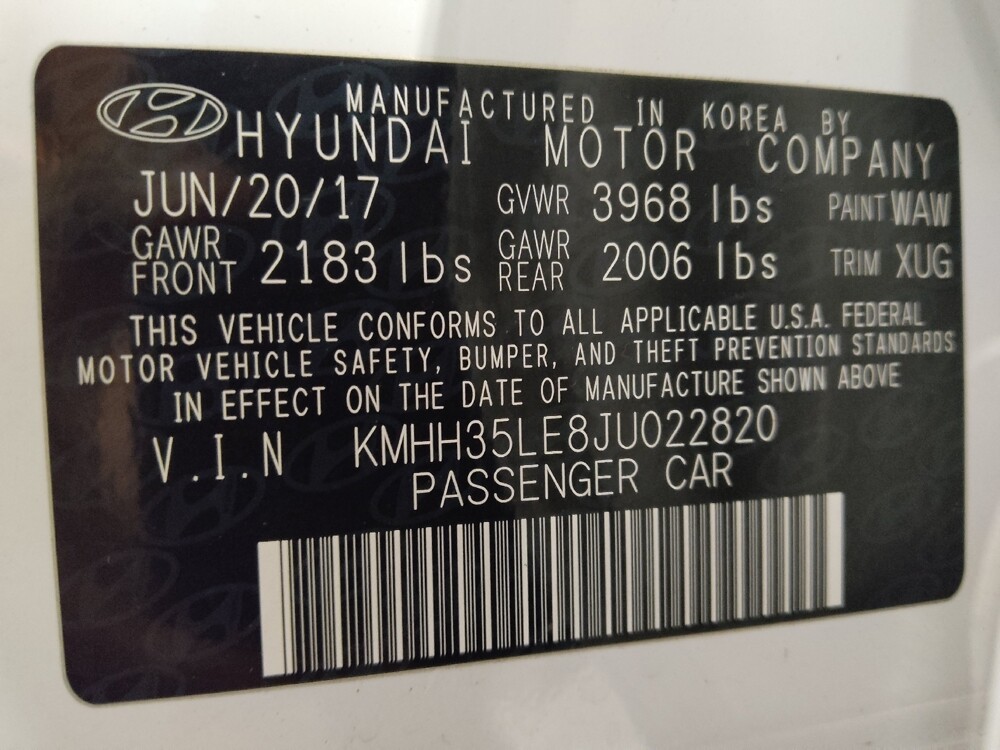 MANUFACTURED IN KOREA BY
HYUNDAI MOTOR COMPANY
JUN/20/17 GVWR 3968 lbs PAINT WAW
GAWR FRONT 2183 lbs GAWR REAR 2006 lbs TRIM XUG
THIS VEHICLE CONFORMS TO ALL APPLICABLE U.S.A. FEDERAL
MOTOR VEHICLE SAFETY, BUMPER, AND THEFT PREVENTION STANDARDS
IN EFFECT ON THE DATE OF MANUFACTURE SHOWN ABOVE
V.I.N KMHH35LE8JU022820
PASSENGER CAR